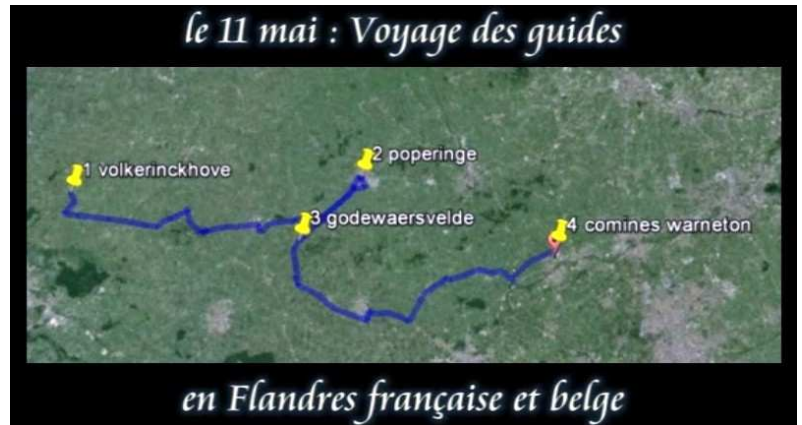 le 11 mai : Voyage des guides
2 poperinge
1 volkerinckhove
3 godewaersvelde
4 comines warneton
en Flandres française et belge